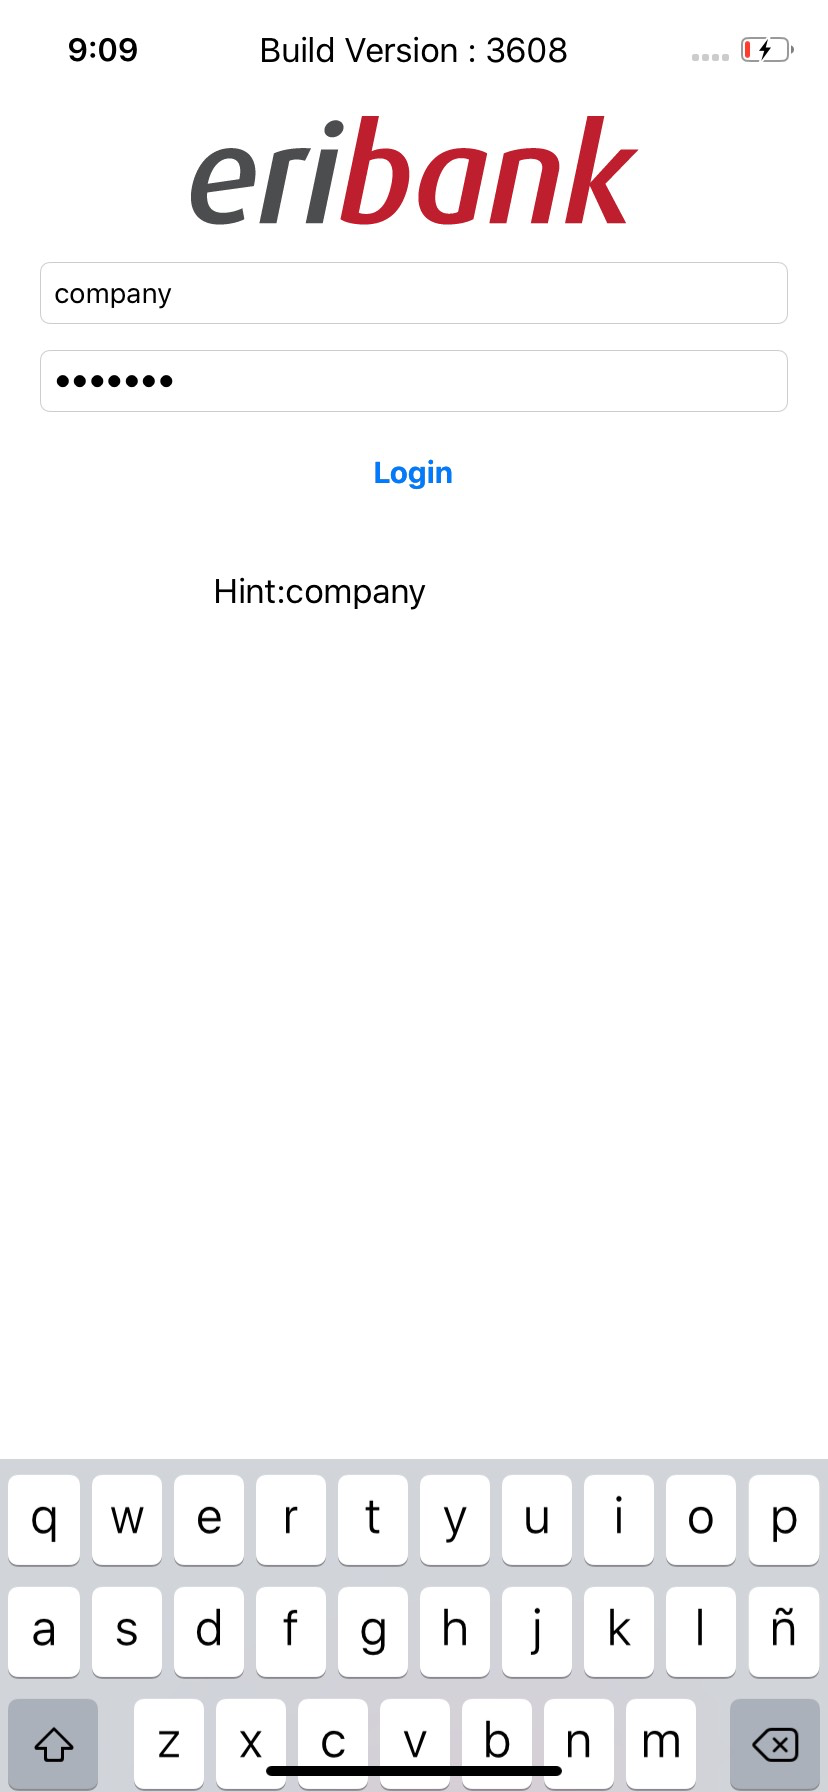 9:09
Build Version : 3608
eribank
company
•••••••
Login
Hint:company
q w e r t y u i o p
a s d f g h j k l ñ
z x c v b n m